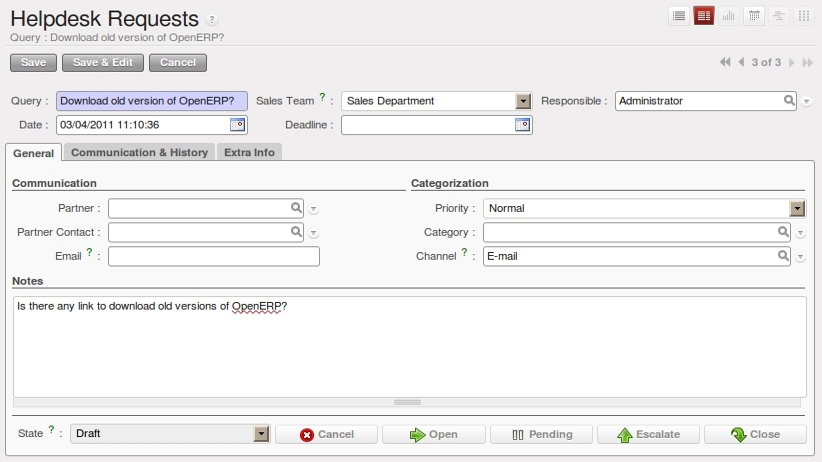 Helpdesk Requests ?
Query : Download old version of OpenERP?
Save Save & Edit Cancel 3 of 3
Query : Download old version of OpenERP? Sales Team ? : Sales Department Responsible : Administrator
Date : 03/04/2011 11:10:36 Deadline :
General Communication & History Extra Info
Communication Categorization
Partner : Priority : Normal
Partner Contact : Category :
Email ? : Channel ? : E-mail
Notes
Is there any link to download old versions of OpenERP?
State ? : Draft Cancel Open Pending Escalate Close